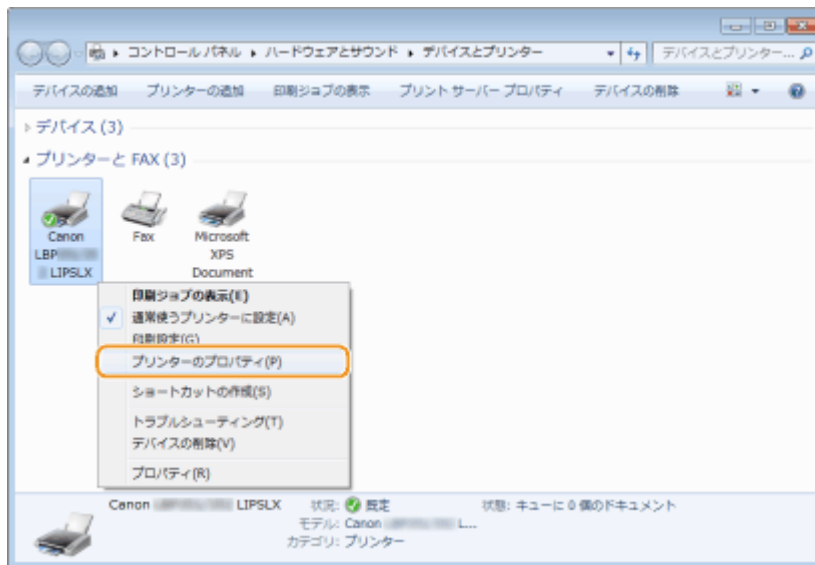 コントロール パネル ハードウェアとサウンド デバイスとプリンター デバイスとプリンター...
デバイスの追加 プリンターの追加 印刷ジョブの表示 プリント サーバー プロパティ デバイスの削除
デバイス (3)
プリンターと FAX (3)
Canon
LBP
LIPSLX
Fax
Microsoft
XPS
Document
印刷ジョブの表示(E)
通常使うプリンターに設定(A)
印刷設定(G)
プリンターのプロパティ(P)
ショートカットの作成(S)
トラブルシューティング(T)
デバイスの削除(V)
プロパティ(R)
Canon LIPSLX 状況: 既定 状態: キューに 0 個のドキュメント
モデル: Canon L...
カテゴリ: プリンター